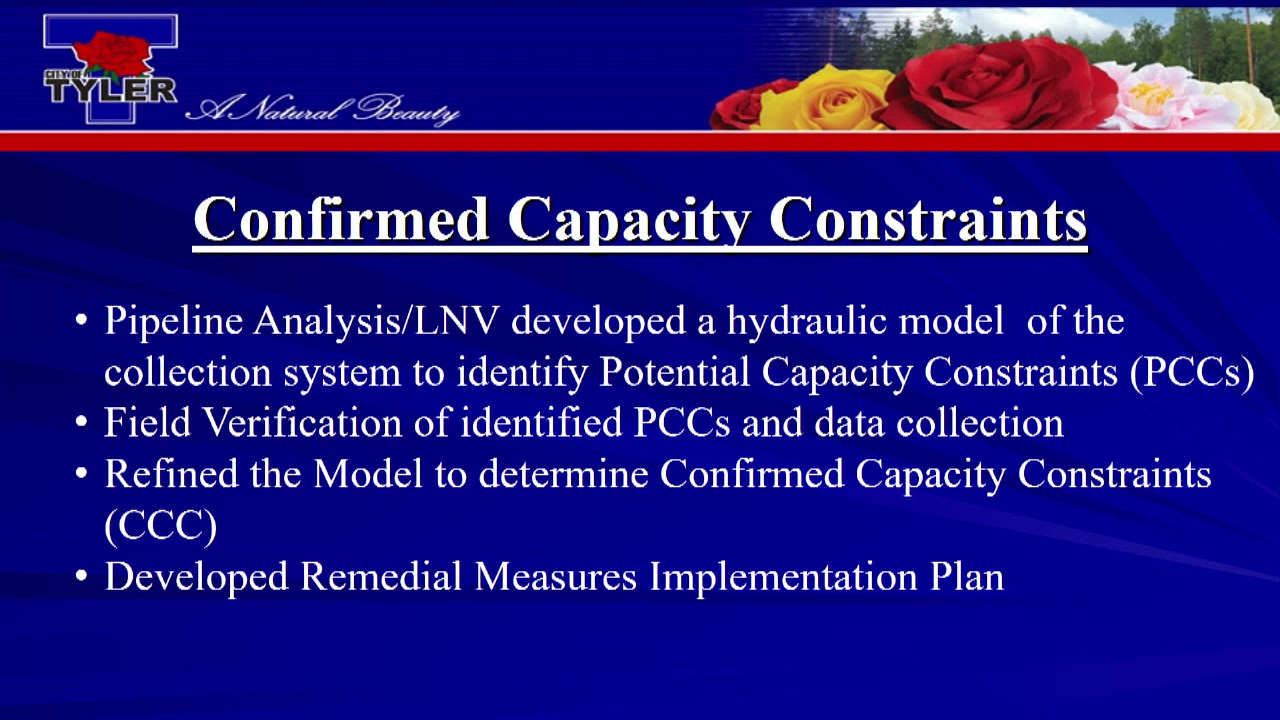 CITY OF
TYLER
A Natural Beauty
Confirmed Capacity Constraints
• Pipeline Analysis/LNV developed a hydraulic model  of the
collection system to identify Potential Capacity Constraints (PCCs)
• Field Verification of identified PCCs and data collection
• Refined the Model to determine Confirmed Capacity Constraints
(CCC)
• Developed Remedial Measures Implementation Plan